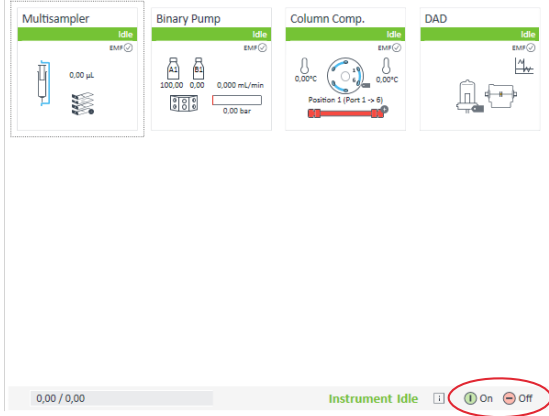 Multisampler
Idle
EMF
0,00 µL
Binary Pump
Idle
EMF
A1 B1
100,00 0,00 0,000 mL/min
0,00 bar
Column Comp.
Idle
EMF
1
6
0,00°C 0,00°C
Position 1 (Port 1 -> 6)
DAD
Idle
EMF
0,00 / 0,00 Instrument Idle i On Off